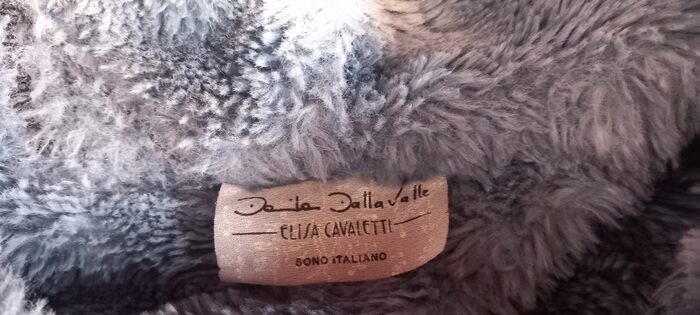 Daniela Dallavalle
ELISA CAVALETTI
SONO ITALIANO